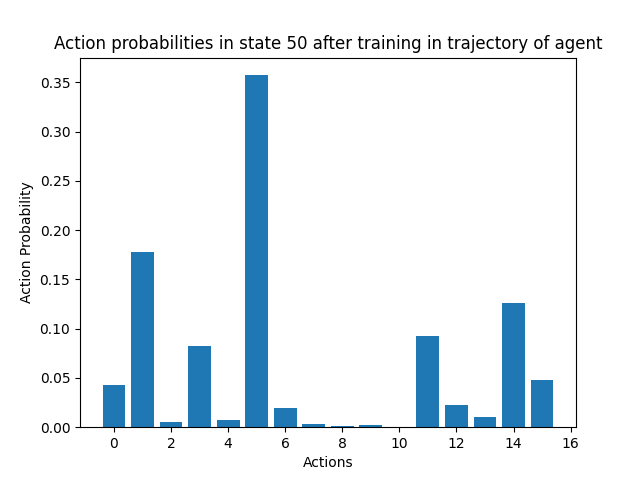 Action probabilities in state 50 after training in trajectory of agent
0.35
0.30
0.25
0.20
0.15
0.10
0.05
0.00
Action Probability
0 2 4 6 8 10 12 14 16
Actions